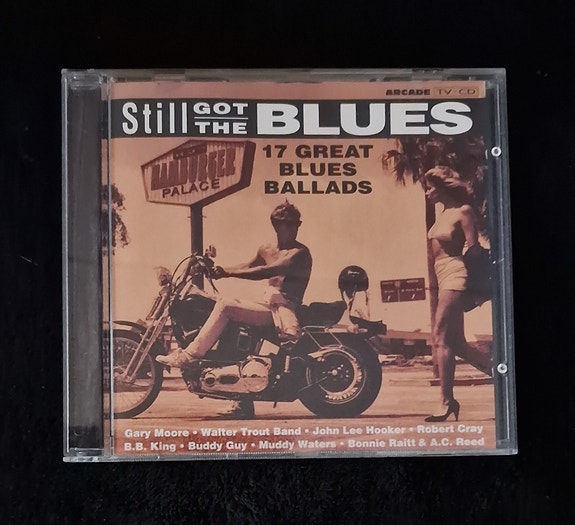 ARCADE TV-CD
Still GOT THE BLUES
17 GREAT
BLUES
BALLADS
HAMBURGER
PALACE
Gary Moore • Walter Trout Band • John Lee Hooker • Robert Cray
B.B. King • Buddy Guy • Muddy Waters • Bonnie Raitt & A.C. Reed